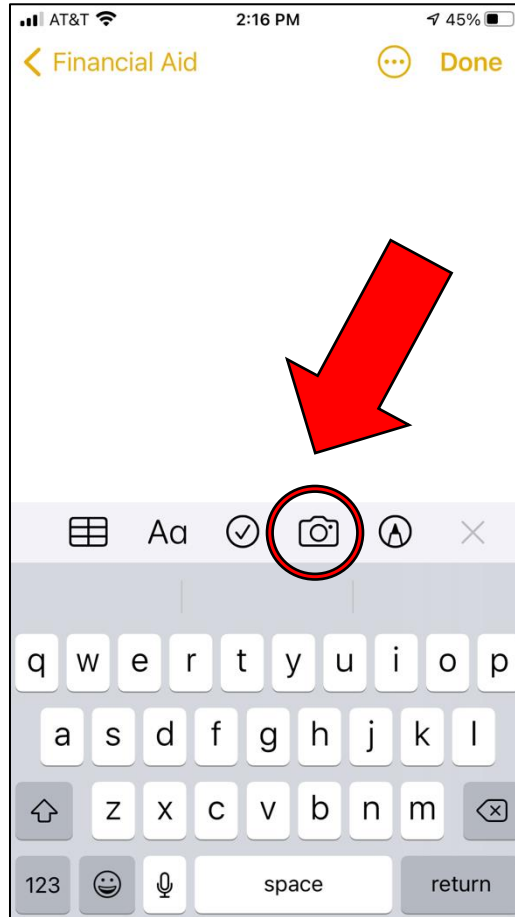 AT&T 2:16 PM 45%
Financial Aid Done
Aa
q w e r t y u i o p
a s d f g h j k l
z x c v b n m
123 space return